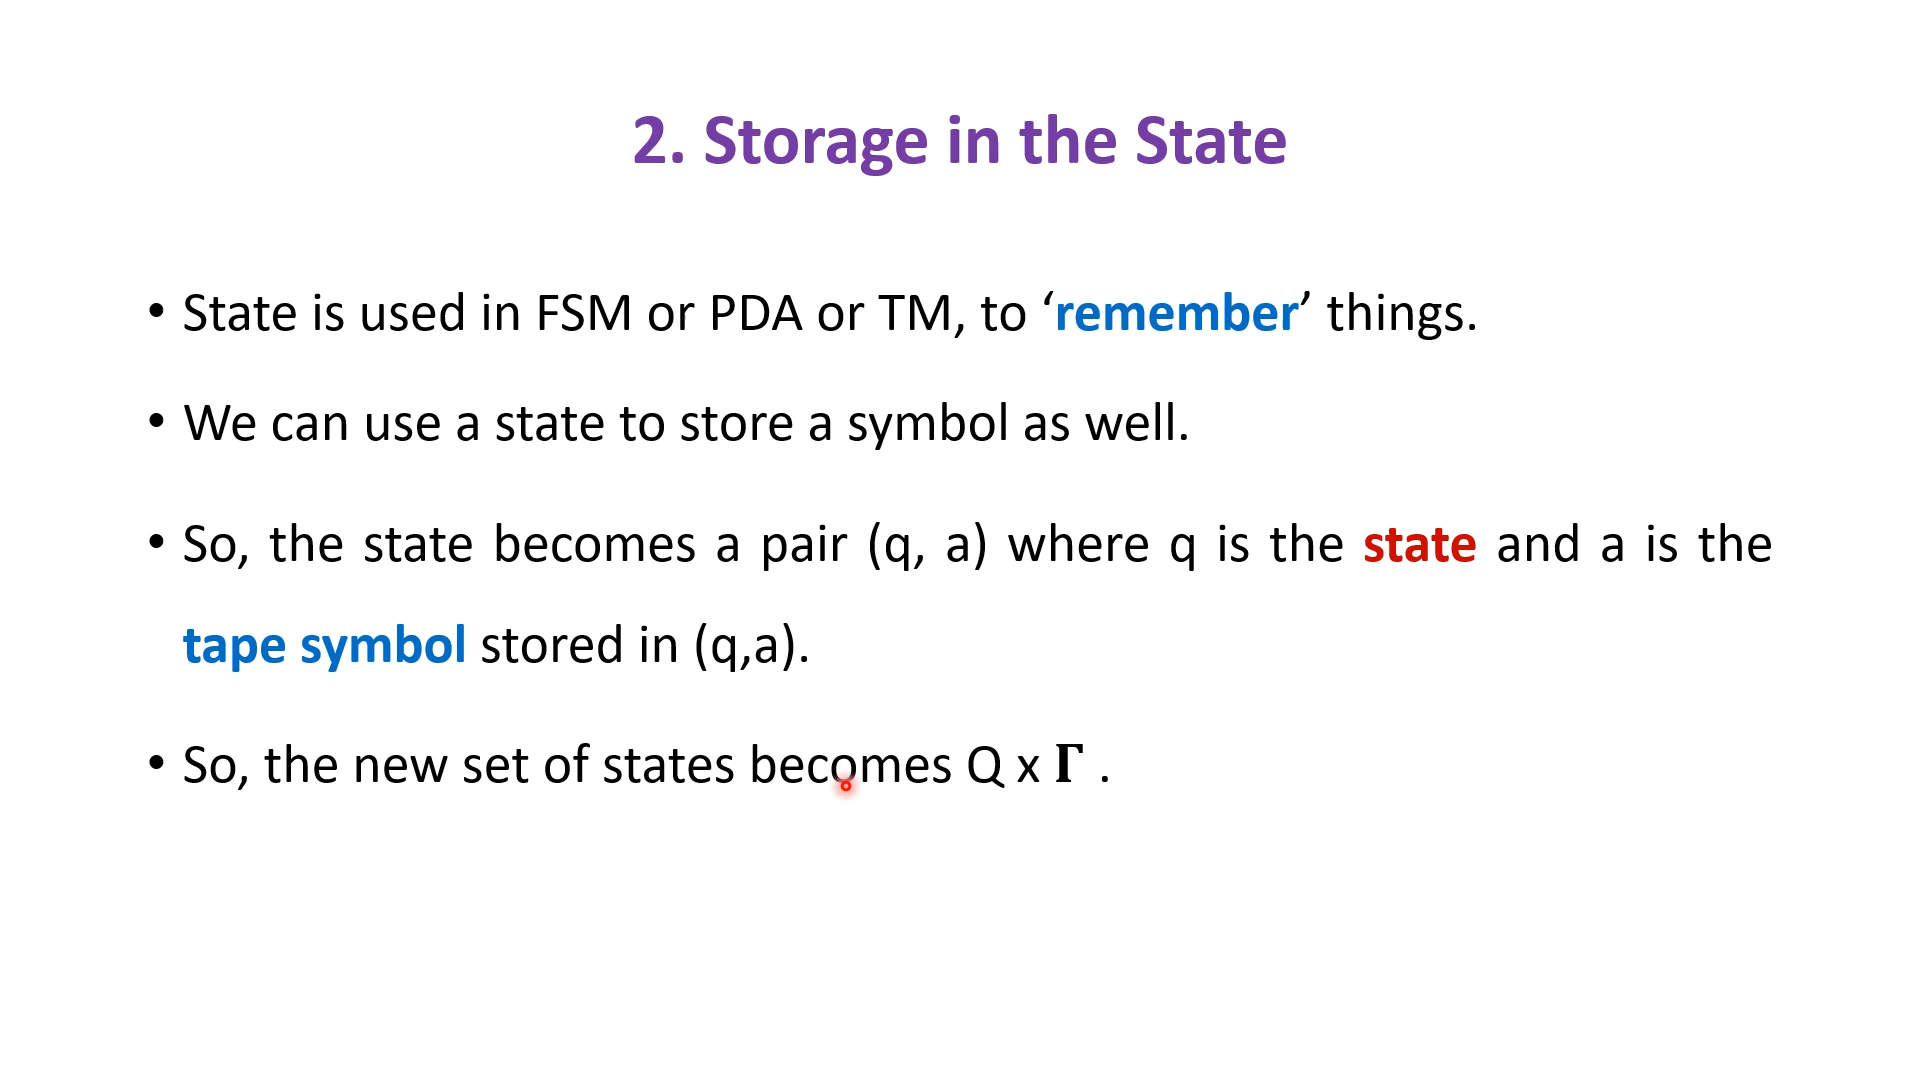 2. Storage in the State
• State is used in FSM or PDA or TM, to ‘remember’ things.
• We can use a state to store a symbol as well.
• So, the state becomes a pair (q, a) where q is the state and a is the
tape symbol stored in (q,a).
• So, the new set of states becomes Q x Γ .